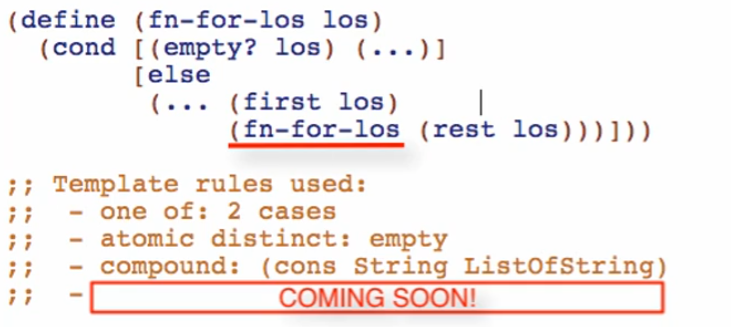 (define (fn-for-los los)
  (cond [(empty? los) (...)]
        [else
         (... (first los)
              (fn-for-los (rest los)))]))
;; Template rules used:
;;  - one of: 2 cases
;;  - atomic distinct: empty
;;  - compound: (cons String ListOfString)
;;  - COMING SOON!